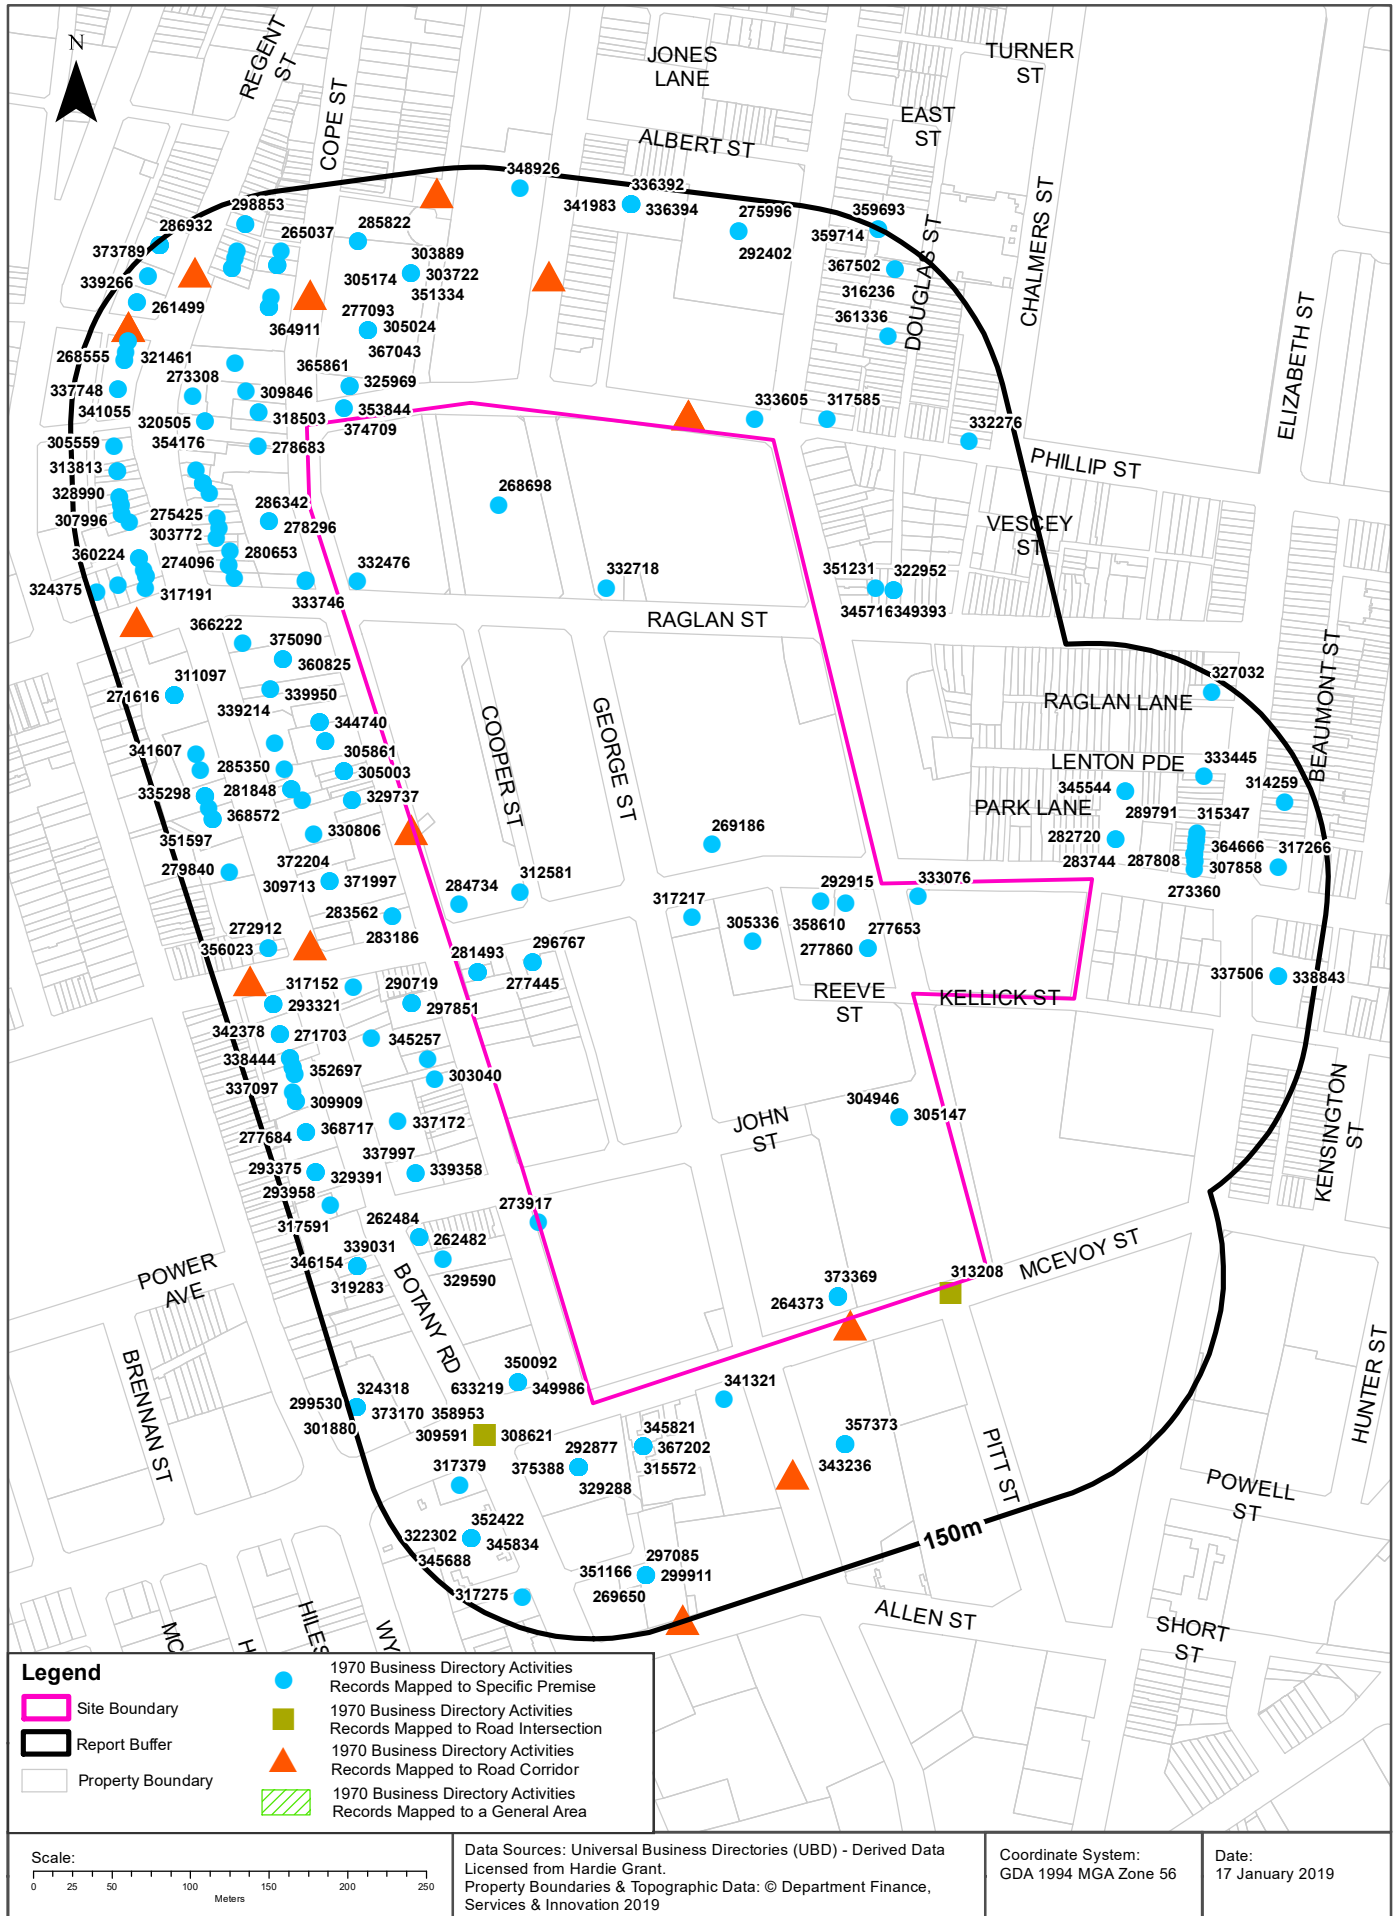 N
REGENT
ST
COPE ST
JONES
LANE
TURNER
ST
EAST
ST
ALBERT ST
348926
336392
341983
336394
275996
292402
359693
359714
367502
316236
361336
DOUGLAS ST
CHALMERS ST
ELIZABETH ST
298853
286932
373789
339266
261499
265037
285822
303889
305174
303722
351334
277093
305024
367043
364911
365861
325969
353844
374709
268555
321461
337748
273308
309846
341055
320505
318503
305559
354176
278683
313813
328990
307996
275425
303772
286342
278296
360224
274096
280653
324375
317191
333746
332476
268698
332718
333605
317585
332276
PHILLIP ST
VESCEY
ST
351231
322952
345716
349393
RAGLAN ST
366222
375090
360825
311097
271616
339950
339214
344740
341607
305861
285350
305003
281848
335298
329737
368572
351597
330806
372204
279840
309713
371997
283562
283186
272912
356023
COOPER ST
GEORGE ST
269186
312581
284734
317217
305336
292915
358610
333076
277653
277860
281493
296767
277445
327032
RAGLAN LANE
BEAUMONT ST
LENTON PDE
333445
345544
314259
PARK LANE
289791
315347
282720
364666
317266
283744
287808
307858
273360
337506
338843
REEVE
ST
KELLICK ST
317152
290719
293321
297851
342378
271703
345257
338444
352697
303040
337097
309909
277684
368717
337172
337997
293375
329391
339358
293958
317591
262484
339031
262482
346154
319283
329590
273917
JOHN
ST
304946
305147
KENSINGTON
ST
MCEVOY ST
313208
373369
264373
POWER
AVE
BOTANY RD
BRENNAN ST
HUNTER ST
350092
633219
349986
324318
299530
373170
301880
358953
309591
308621
341321
345821
367202
315572
292877
375388
329288
357373
343236
317379
PITT ST
POWELL
ST
352422
322302
345834
345688
297085
351166
299911
269650
317275
150m
ALLEN ST
SHORT
ST
MC
H
HILES
WY
Legend
Site Boundary
Report Buffer
Property Boundary
1970 Business Directory Activities
Records Mapped to Specific Premise
1970 Business Directory Activities
Records Mapped to Road Intersection
1970 Business Directory Activities
Records Mapped to Road Corridor
1970 Business Directory Activities
Records Mapped to a General Area
Scale:
0 25 50 100 150 200 250
Meters
Data Sources: Universal Business Directories (UBD) - Derived Data
Licensed from Hardie Grant.
Property Boundaries & Topographic Data: © Department Finance,
Services & Innovation 2019
Coordinate System:
GDA 1994 MGA Zone 56
Date:
17 January 2019